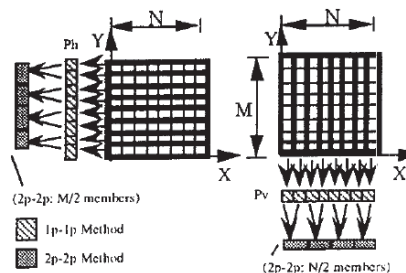 Ph
Y
N
X
(2p-2p: M/2 members)
1p-1p Method
2p-2p Method
Y
N
M
X
Pv
(2p-2p: N/2 members)